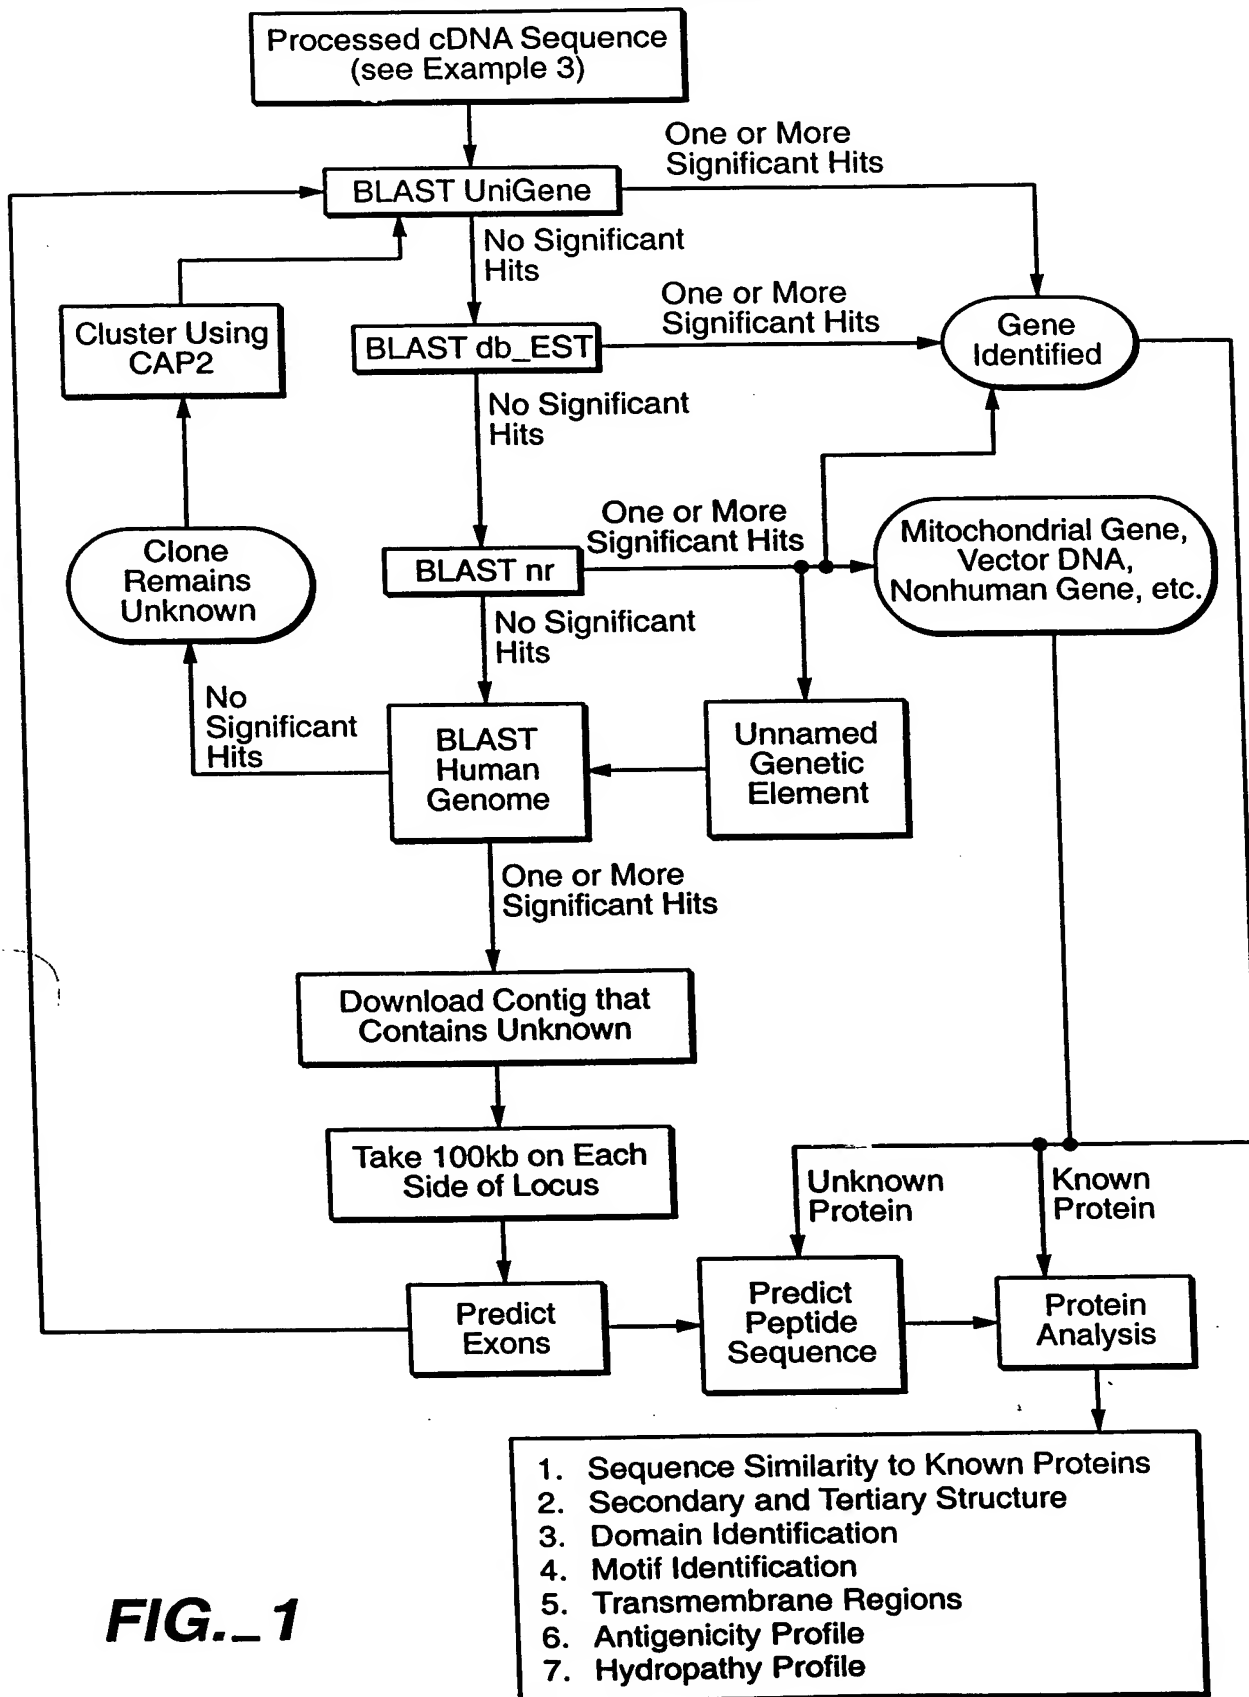 Processed cDNA Sequence
(see Example 3)
One or More
Significant Hits
BLAST UniGene
No Significant
Hits
One or More
Significant Hits
Cluster Using
CAP2
BLAST db_EST
Gene
Identified
No Significant
Hits
One or More
Significant Hits
Mitochondrial Gene,
Vector DNA,
Nonhuman Gene, etc.
Clone
Remains
Unknown
BLAST nr
No Significant
Hits
No
Significant
Hits
BLAST
Human
Genome
Unnamed
Genetic
Element
One or More
Significant Hits
Download Contig that
Contains Unknown
Take 100kb on Each
Side of Locus
Unknown
Protein
Known
Protein
Predict
Exons
Predict
Peptide
Sequence
Protein
Analysis
1. Sequence Similarity to Known Proteins
2. Secondary and Tertiary Structure
3. Domain Identification
4. Motif Identification
5. Transmembrane Regions
6. Antigenicity Profile
7. Hydropathy Profile
FIG._1